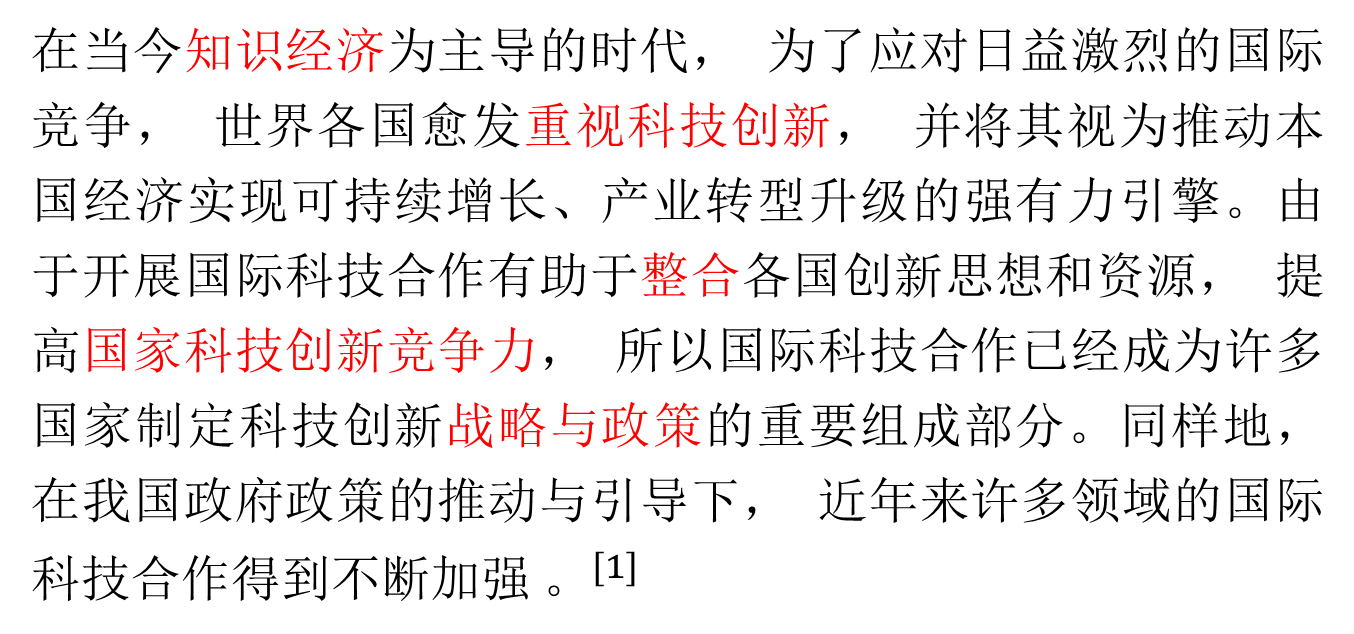 在当今知识经济为主导的时代， 为了应对日益激烈的国际
竞争， 世界各国愈发重视科技创新， 并将其视为推动本
国经济实现可持续增长、产业转型升级的强有力引擎。由
于开展国际科技合作有助于整合各国创新思想和资源， 提
高国家科技创新竞争力， 所以国际科技合作已经成为许多
国家制定科技创新战略与政策的重要组成部分。同样地，
在我国政府政策的推动与引导下， 近年来许多领域的国际
科技合作得到不断加强 。[1]